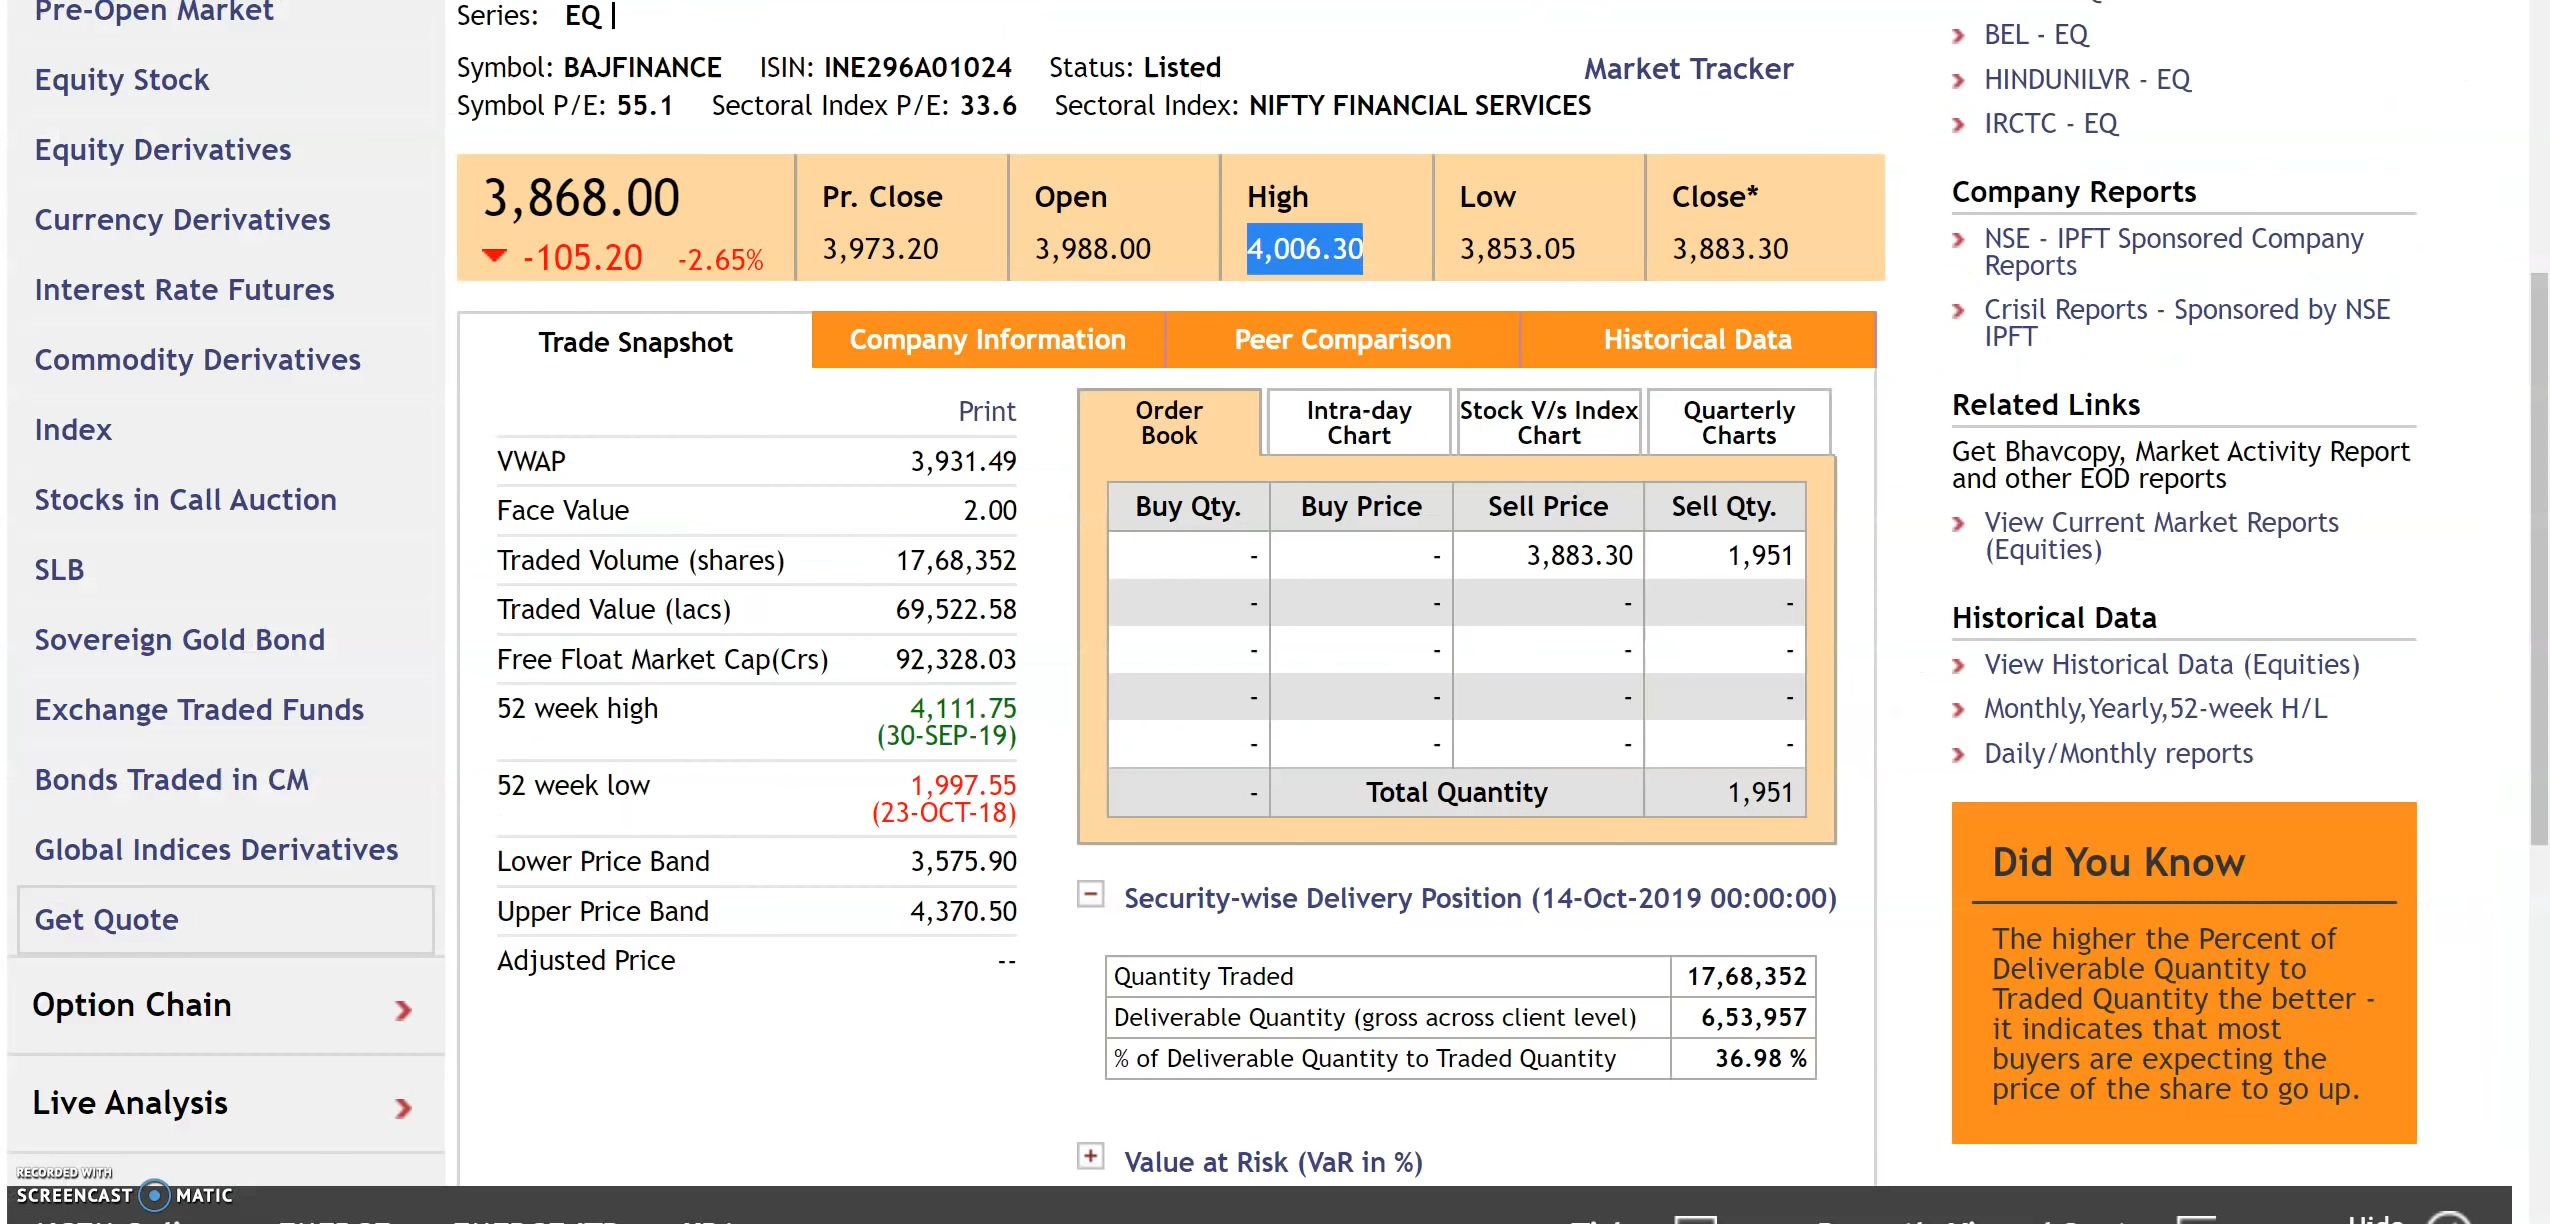 Pre-Open Market
Equity Stock
Equity Derivatives
Currency Derivatives
Interest Rate Futures
Commodity Derivatives
Index
Stocks in Call Auction
SLB
Sovereign Gold Bond
Exchange Traded Funds
Bonds Traded in CM
Global Indices Derivatives
Get Quote
Option Chain
Live Analysis
RECORDED WITH
SCREENCAST MATIC
Series: EQ |
Symbol: BAJFINANCE ISIN: INE296A01024 Status: Listed
Market Tracker
Symbol P/E: 55.1 Sectoral Index P/E: 33.6 Sectoral Index: NIFTY FINANCIAL SERVICES
3,868.00 Pr. Close Open High Low Close*
-105.20 -2.65% 3,973.20 3,988.00 4,006.30 3,853.05 3,883.30
Trade Snapshot Company Information Peer Comparison Historical Data
Print
VWAP 3,931.49
Face Value 2.00
Traded Volume (shares) 17,68,352
Traded Value (lacs) 69,522.58
Free Float Market Cap(Crs) 92,328.03
52 week high 4,111.75
(30-SEP-19)
52 week low 1,997.55
(23-OCT-18)
Lower Price Band 3,575.90
Upper Price Band 4,370.50
Adjusted Price --
Order Book
Intra-day Chart
Stock V/s Index Chart
Quarterly Charts
Buy Qty. Buy Price Sell Price Sell Qty.
- - 3,883.30 1,951
- - - -
- - - -
- - - -
- - - -
- Total Quantity 1,951
Security-wise Delivery Position (14-Oct-2019 00:00:00)
Quantity Traded 17,68,352
Deliverable Quantity (gross across client level) 6,53,957
% of Deliverable Quantity to Traded Quantity 36.98 %
Value at Risk (VaR in %)
BEL - EQ
HINDUNILVR - EQ
IRCTC - EQ
Company Reports
NSE - IPFT Sponsored Company
Reports
Crisil Reports - Sponsored by NSE
IPFT
Related Links
Get Bhavcopy, Market Activity Report
and other EOD reports
View Current Market Reports
(Equities)
Historical Data
View Historical Data (Equities)
Monthly,Yearly,52-week H/L
Daily/Monthly reports
Did You Know
The higher the Percent of
Deliverable Quantity to
Traded Quantity the better -
it indicates that most
buyers are expecting the
price of the share to go up.